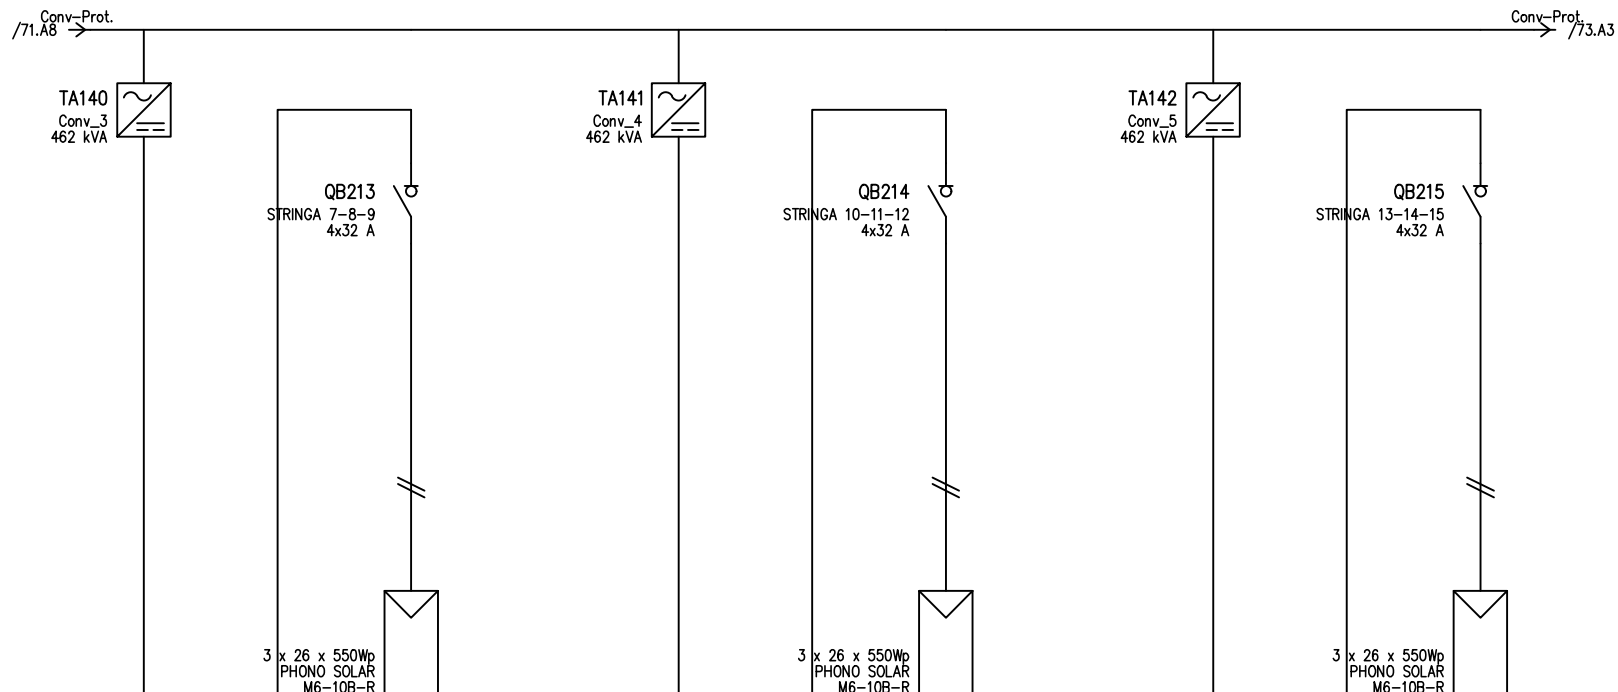 Conv-Prot.
/71.A8
Conv-Prot.
/73.A3
TA140
Conv_3
462 kVA
TA141
Conv_4
462 kVA
TA142
Conv_5
462 kVA
QB213
STRINGA 7-8-9
4x32 A
QB214
STRINGA 10-11-12
4x32 A
QB215
STRINGA 13-14-15
4x32 A
3 x 26 x 550Wp
PHONO SOLAR
M6-10B-R
3 x 26 x 550Wp
PHONO SOLAR
M6-10B-R
3 x 26 x 550Wp
PHONO SOLAR
M6-10B-R